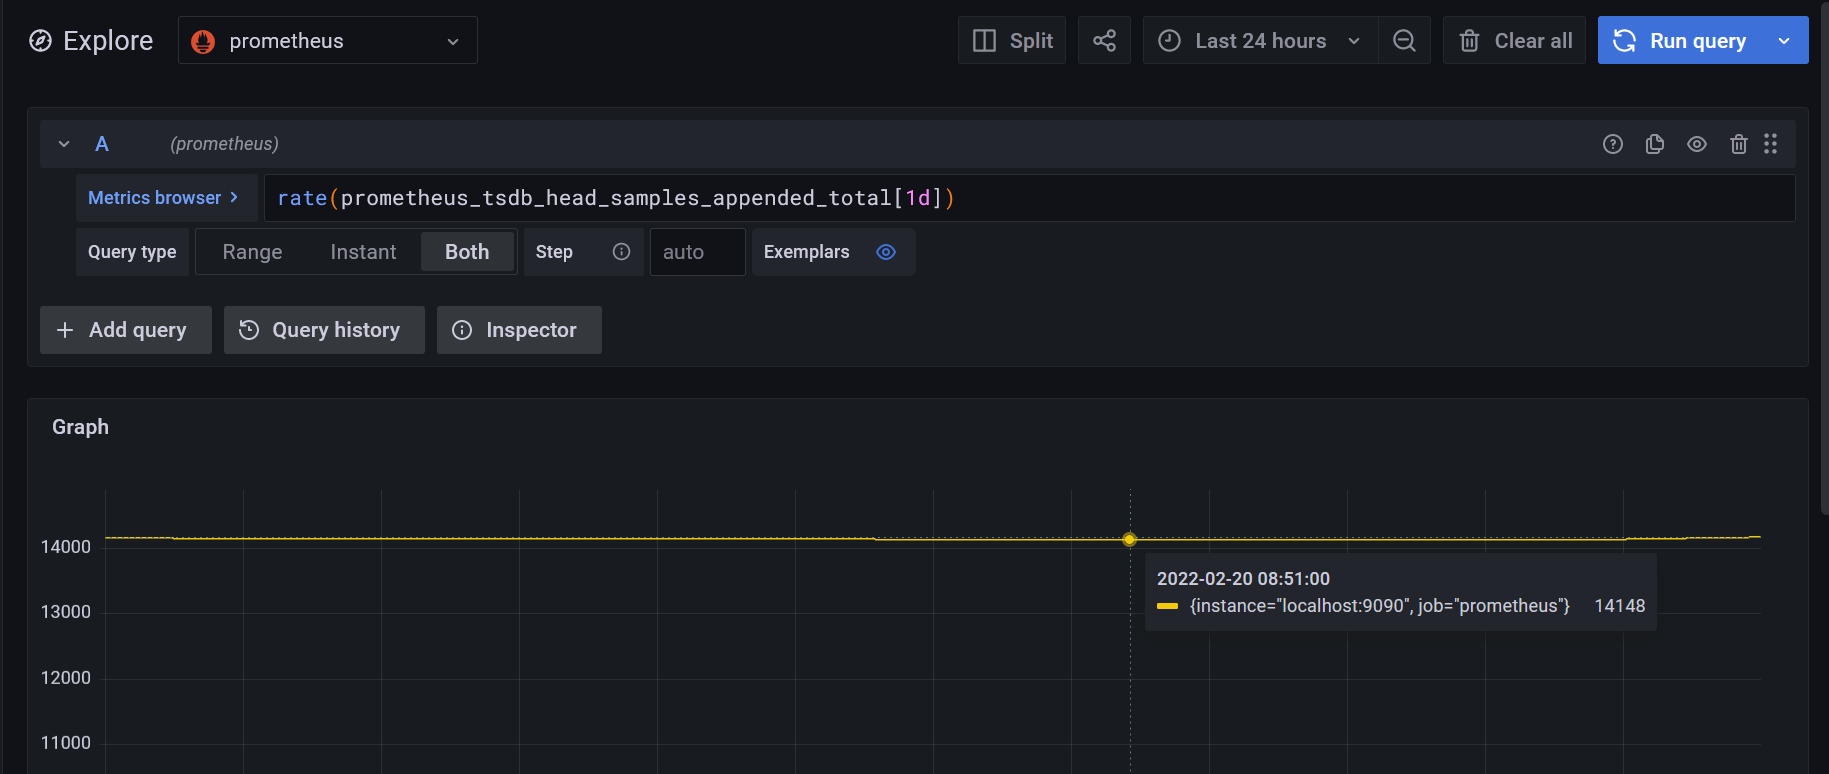 Explore prometheus Split Last 24 hours Clear all Run query
A (prometheus)
Metrics browser > rate(prometheus_tsdb_head_samples_appended_total[1d])
Query type Range Instant Both Step auto Exemplars
+ Add query Query history Inspector
Graph
14000
2022-02-20 08:51:00
{instance="localhost:9090", job="prometheus"} 14148
13000
12000
11000